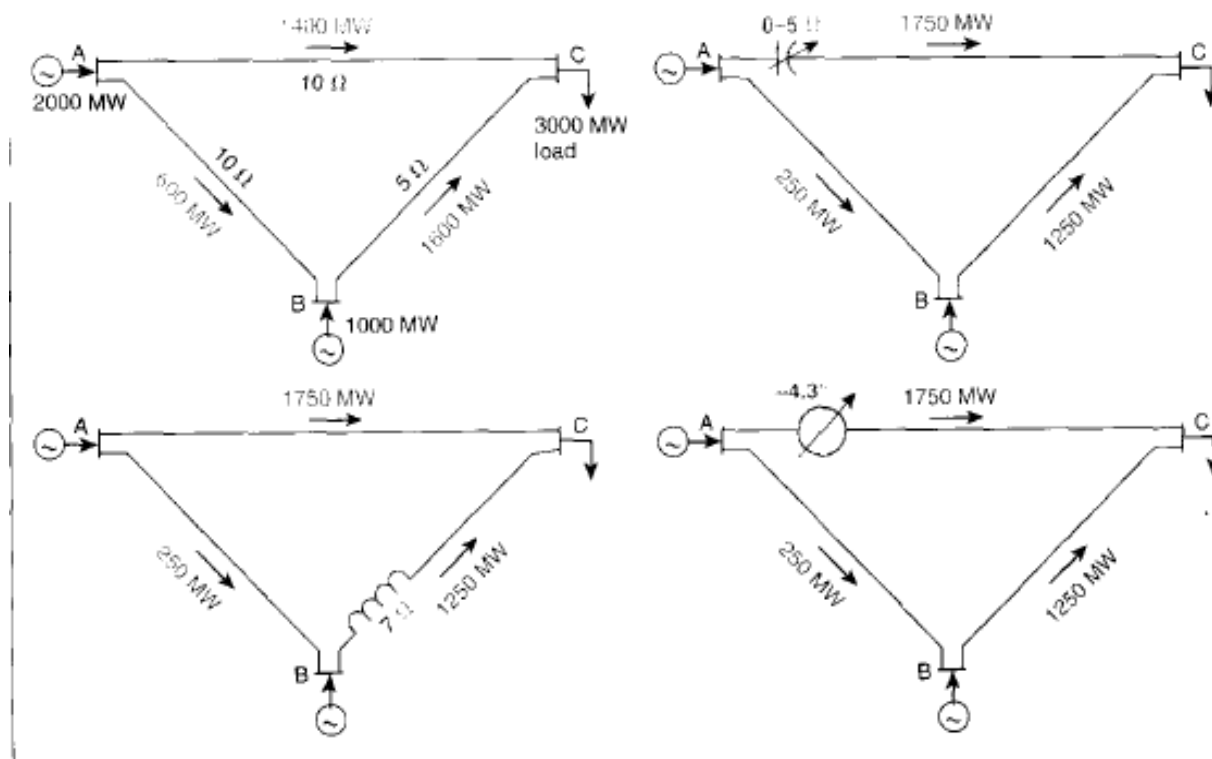 1400 MW
A
C
10 Ω
2000 MW
3000 MW
load
10 Ω
5 Ω
600 MW
1600 MW
B
1000 MW
0–5 Ω
1750 MW
A
C
250 MW
1250 MW
B
1750 MW
A
C
250 MW
7 Ω
1250 MW
B
–4.3°
1750 MW
A
C
250 MW
1250 MW
B